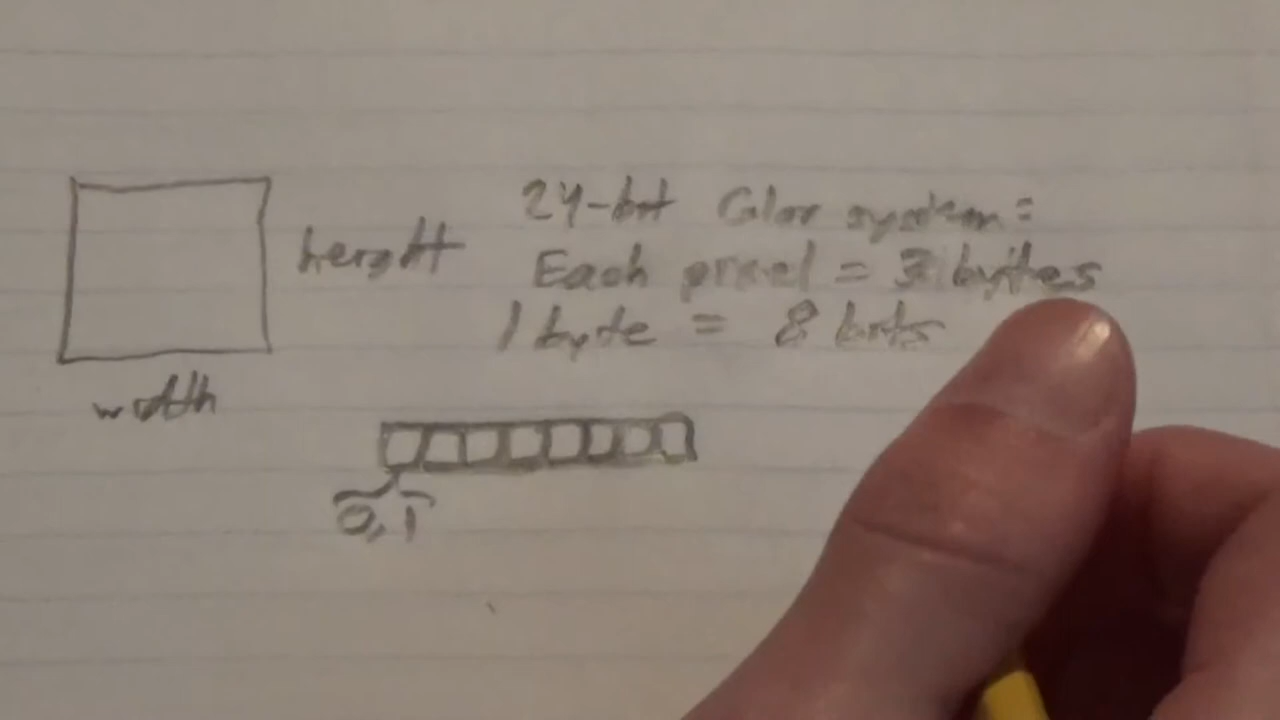 24-bit Color system:
height
Each pixel = 3 bytes
1 byte = 8 bits
width
0,1